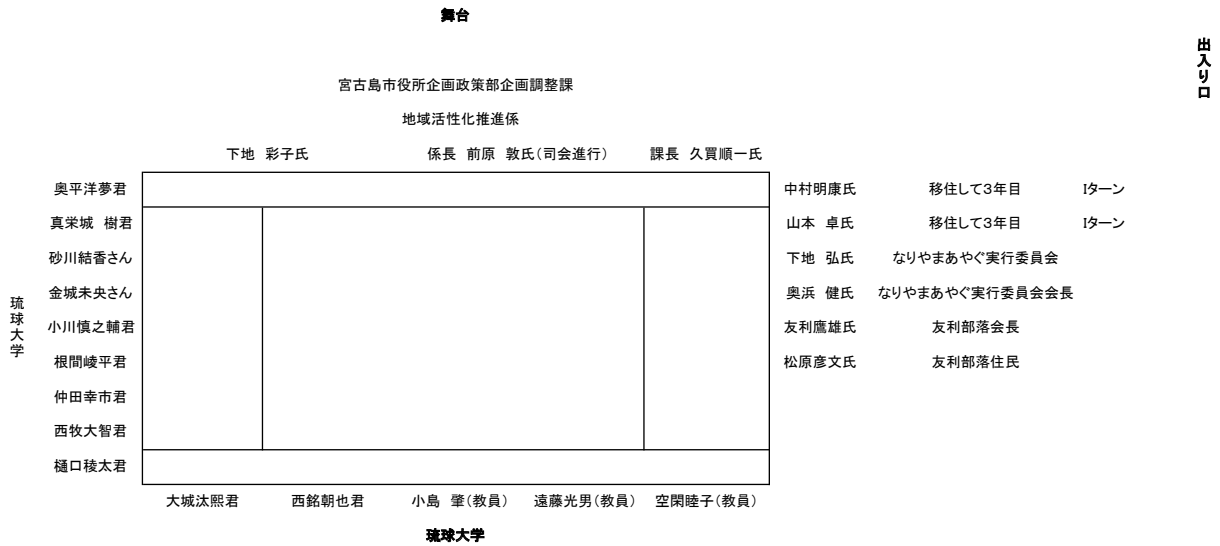 舞台
出入り口
宮古島市役所企画政策部企画調整課
地域活性化推進係
下地 彩子氏 係長 前原 敦氏(司会進行) 課長 久貝順一氏
奥平洋夢君 中村明康氏 移住して3年目 Iターン
真栄城 樹君 山本 卓氏 移住して3年目 Iターン
砂川結香さん 下地 弘氏 なりやまあやぐ実行委員会
金城未央さん 奥浜 健氏 なりやまあやぐ実行委員会会長
琉球大学
小川慎之輔君 友利鷹雄氏 友利部落会長
根間崚平君 松原彦文氏 友利部落住民
仲田幸市君
西牧大智君
樋口稜太君
大城汰熙君 西銘朝也君 小島 肇(教員) 遠藤光男(教員) 空閑睦子(教員)
琉球大学